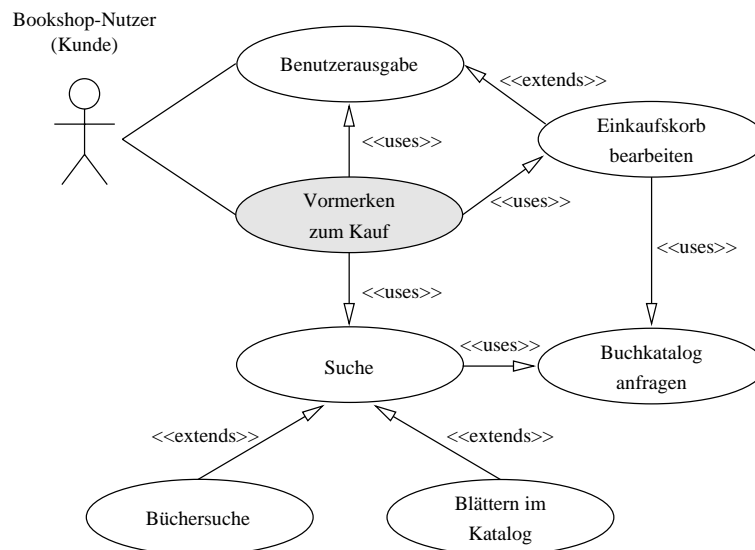 Bookshop-Nutzer
(Kunde)
Benutzerausgabe
<<extends>>
Einkaufskorb
bearbeiten
<<uses>>
Vormerken
zum Kauf
<<uses>>
<<uses>>
<<uses>>
Suche
<<uses>>
Buchkatalog
anfragen
<<extends>>
<<extends>>
Büchersuche
Blättern im
Katalog